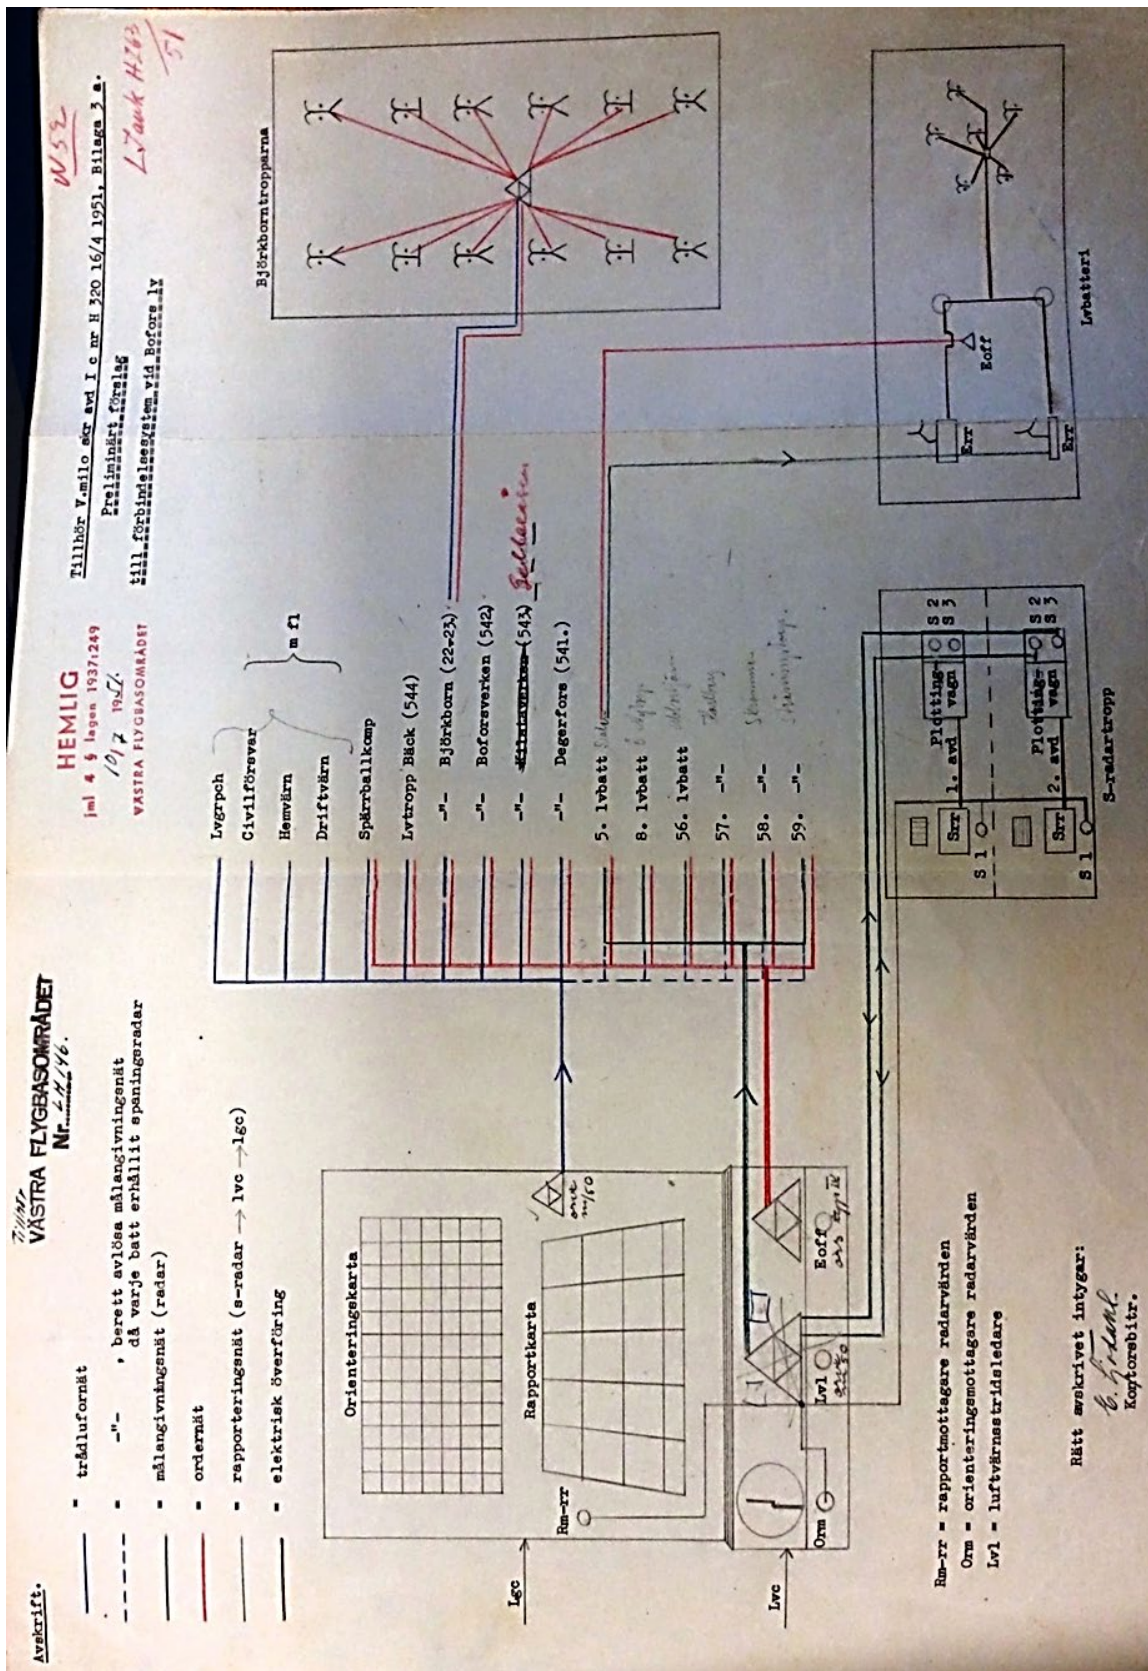 Avskrift.
VÄSTRA FLYGBASOMRÅDET
Nr.
HEMLIG
jml 4 § lagen 1937:249
10/7 1951.
VÄSTRA FLYGBASOMRÅDET
Tillhör V.milo skr avd I c nr H 320 16/4 1951, Bilaga 3 a.
Preliminärt förslag
till förbindelsesystem vid Bofors lv
H 263
51
= trådlufornät
= -"- , berett avlösa målangivningsnät
då varje batt erhållit spaningsradar
= målangivningsnät (radar)
= ordernät
= rapporteringsnät (s-radar → lvc → lgc)
= elektrisk överföring
Lvgrpch
Civilförsvar
Hemvärn
Driftvärn
m fl
Spärrballkomp
Lvtropp Bäck (544)
-"- Björkborn (22-23)
-"- Boforsverken (542)
-"- (543)
-"- Degerfors (541.)
5. lvbatt
8. lvbatt
56. lvbatt
57. -"-
58. -"-
59. -"-
Björkborntropparna
Orienteringskarta
Rapportkarta
Rm-rr
Lgc
m/50
Lvc
Orm
Lvl
Eoff
Eoff
Err
Err
Lvbatteri
Plotting-
vagn
S 2
S 3
1. avd
Srr
S 1
Plotting-
vagn
S 2
S 3
2. avd
Srr
S 1
S-radartropp
Rm-rr = rapportmottagare radarvärden
Orm = orienteringsmottagare radarvärden
Lvl = luftvärnsstridsledare
Rätt avskrivet intygar:
Kontorsbitr.